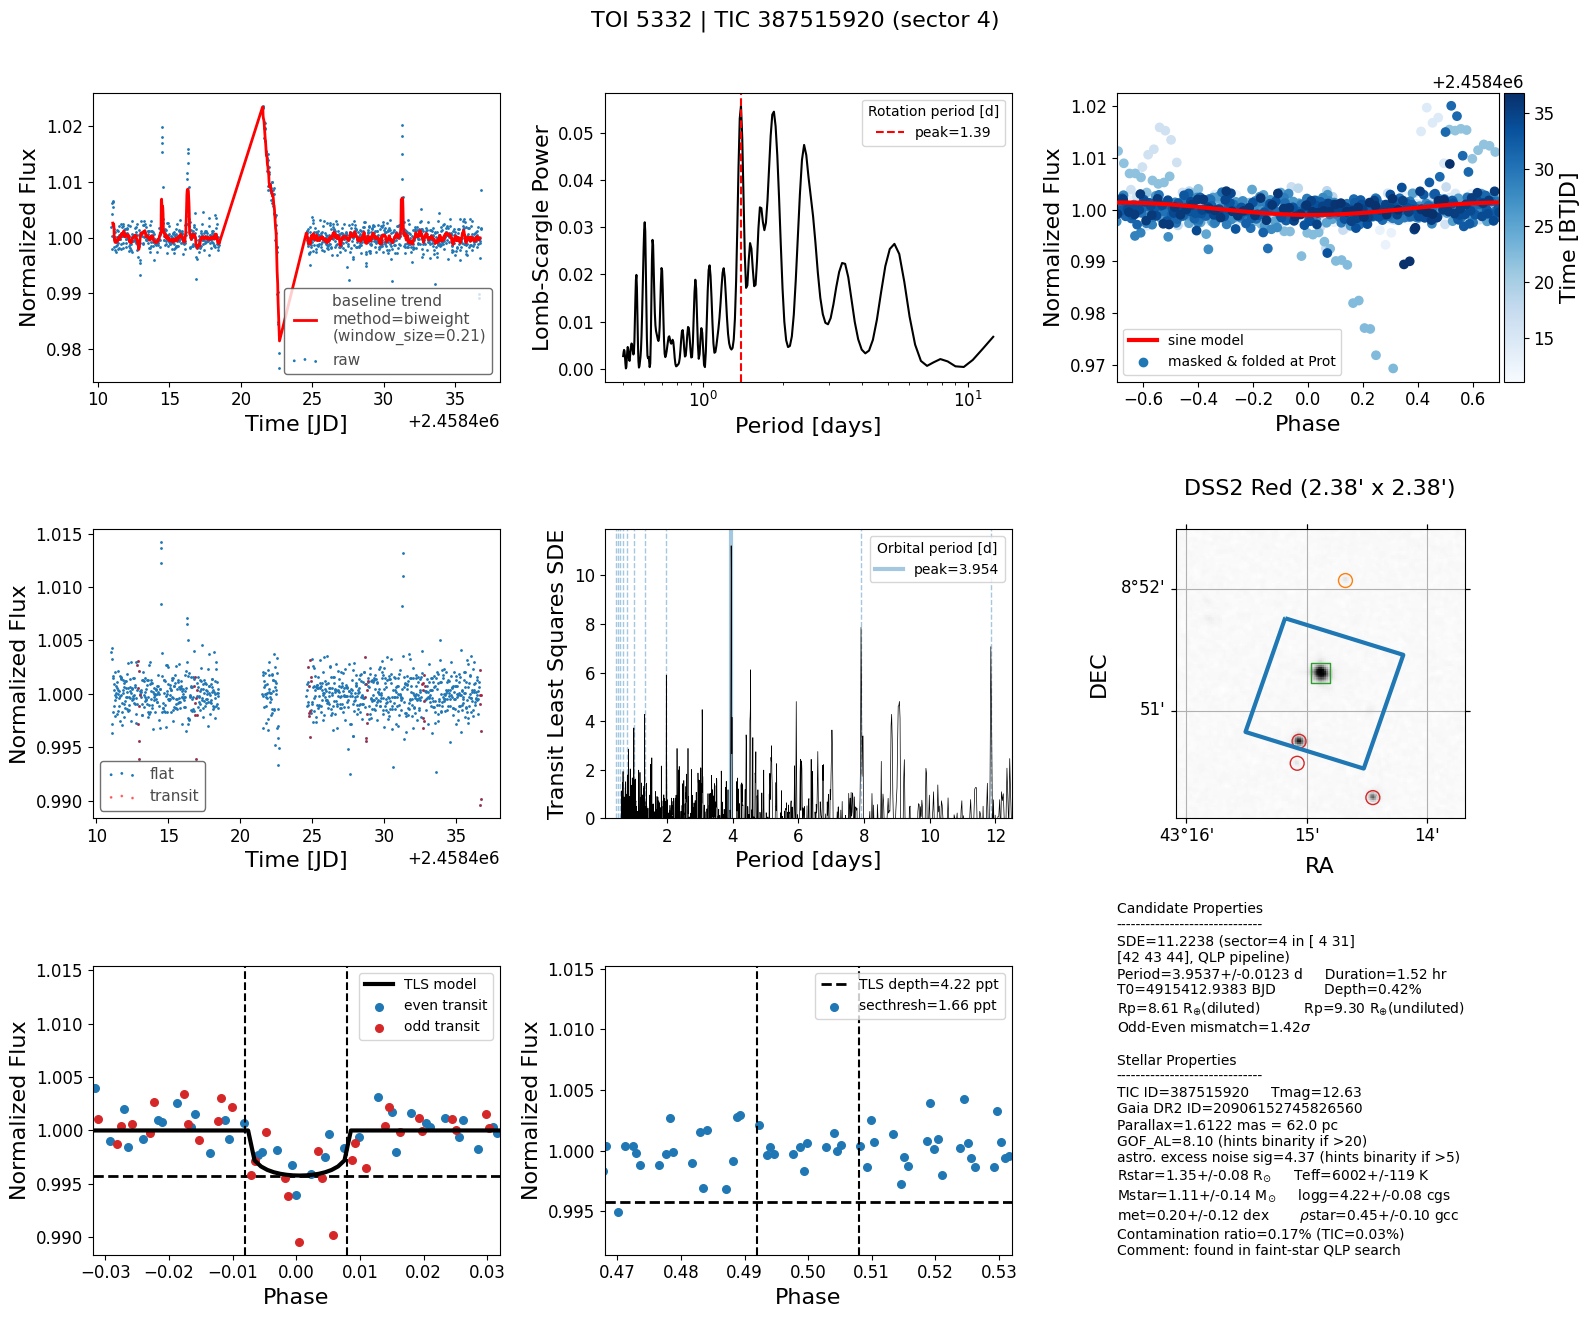 TOI 5332 | TIC 387515920 (sector 4)
Normalized Flux
1.02
1.01
1.00
0.99
0.98
baseline trend
method=biweight
(window_size=0.21)
raw
10 15 20 25 30 35
Time [JD]
+2.4584e6
Lomb-Scargle Power
0.05
0.04
0.03
0.02
0.01
0.00
Rotation period [d]
peak=1.39
10^0 10^1
Period [days]
+2.4584e6
Normalized Flux
1.02
1.01
1.00
0.99
0.98
0.97
sine model
masked & folded at Prot
−0.6 −0.4 −0.2 0.0 0.2 0.4 0.6
Phase
35
30
25
20
15
Time [BTJD]
Normalized Flux
1.015
1.010
1.005
1.000
0.995
0.990
flat
transit
10 15 20 25 30 35
Time [JD]
+2.4584e6
Transit Least Squares SDE
10
8
6
4
2
0
Orbital period [d]
peak=3.954
2 4 6 8 10 12
Period [days]
DSS2 Red (2.38' x 2.38')
DEC
8°52'
51'
43°16' 15' 14'
RA
Normalized Flux
1.015
1.010
1.005
1.000
0.995
0.990
TLS model
even transit
odd transit
−0.03 −0.02 −0.01 0.00 0.01 0.02 0.03
Phase
Normalized Flux
1.015
1.010
1.005
1.000
0.995
TLS depth=4.22 ppt
secthresh=1.66 ppt
0.47 0.48 0.49 0.50 0.51 0.52 0.53
Phase
Candidate Properties
------------------------------
SDE=11.2238 (sector=4 in [ 4 31]
[42 43 44], QLP pipeline)
Period=3.9537+/-0.0123 d Duration=1.52 hr
T0=4915412.9383 BJD Depth=0.42%
Rp=8.61 R⊕(diluted) Rp=9.30 R⊕(undiluted)
Odd-Even mismatch=1.42σ
Stellar Properties
------------------------------
TIC ID=387515920 Tmag=12.63
Gaia DR2 ID=20906152745826560
Parallax=1.6122 mas = 62.0 pc
GOF_AL=8.10 (hints binarity if >20)
astro. excess noise sig=4.37 (hints binarity if >5)
Rstar=1.35+/-0.08 R⊙ Teff=6002+/-119 K
Mstar=1.11+/-0.14 M⊙ logg=4.22+/-0.08 cgs
met=0.20+/-0.12 dex ρstar=0.45+/-0.10 gcc
Contamination ratio=0.17% (TIC=0.03%)
Comment: found in faint-star QLP search